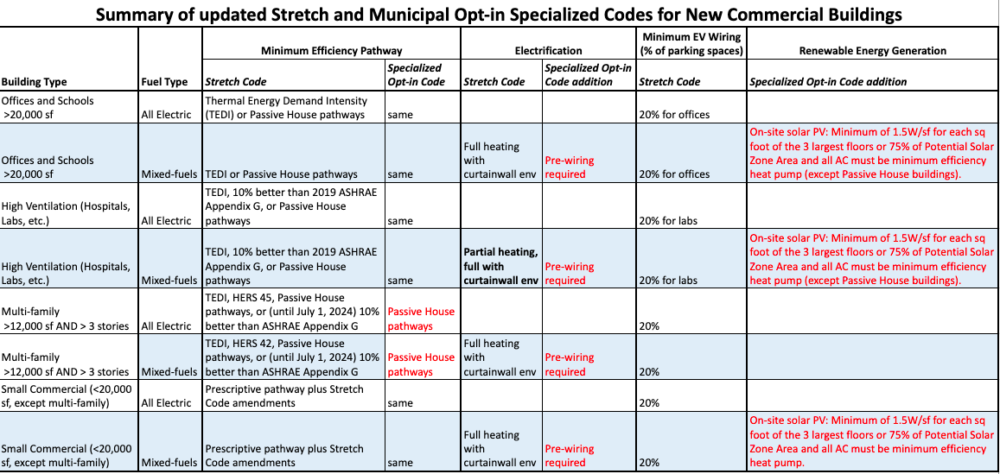 Summary of updated Stretch and Municipal Opt-in Specialized Codes for New Commercial Buildings
Building Type
Fuel Type
Minimum Efficiency Pathway
Stretch Code
Specialized
Opt-in Code
Electrification
Stretch Code
Specialized Opt-in
Code addition
Minimum EV Wiring
(% of parking spaces)
Stretch Code
Renewable Energy Generation
Specialized Opt-in Code addition
Offices and Schools
>20,000 sf
All Electric
Thermal Energy Demand Intensity
(TEDI) or Passive House pathways
same
20% for offices
Offices and Schools
>20,000 sf
Mixed-fuels
TEDI or Passive House pathways
same
Full heating
with
curtainwall env
Pre-wiring
required
20% for offices
On-site solar PV: Minimum of 1.5W/sf for each sq
foot of the 3 largest floors or 75% of Potential Solar
Zone Area and all AC must be minimum efficiency
heat pump (except Passive House buildings).
High Ventilation (Hospitals,
Labs, etc.)
All Electric
TEDI, 10% better than 2019 ASHRAE
Appendix G, or Passive House
pathways
same
20% for labs
High Ventilation (Hospitals,
Labs, etc.)
Mixed-fuels
TEDI, 10% better than 2019 ASHRAE
Appendix G, or Passive House
pathways
same
Partial heating,
full with
curtainwall env
Pre-wiring
required
20% for labs
On-site solar PV: Minimum of 1.5W/sf for each sq
foot of the 3 largest floors or 75% of Potential Solar
Zone Area and all AC must be minimum efficiency
heat pump (except Passive House buildings).
Multi-family
>12,000 sf AND > 3 stories
All Electric
TEDI, HERS 45, Passive House
pathways, or (until July 1, 2024) 10%
better than ASHRAE Appendix G
Passive House
pathways
20%
Multi-family
>12,000 sf AND > 3 stories
Mixed-fuels
TEDI, HERS 42, Passive House
pathways, or (until July 1, 2024) 10%
better than ASHRAE Appendix G
Passive House
pathways
Full heating
with
curtainwall env
Pre-wiring
required
20%
Small Commercial (<20,000
sf, except multi-family)
All Electric
Prescriptive pathway plus Stretch
Code amendments
same
20%
Small Commercial (<20,000
sf, except multi-family)
Mixed-fuels
Prescriptive pathway plus Stretch
Code amendments
same
Full heating
with
curtainwall env
Pre-wiring
required
20%
On-site solar PV: Minimum of 1.5W/sf for each sq
foot of the 3 largest floors or 75% of Potential Solar
Zone Area and all AC must be minimum efficiency
heat pump.